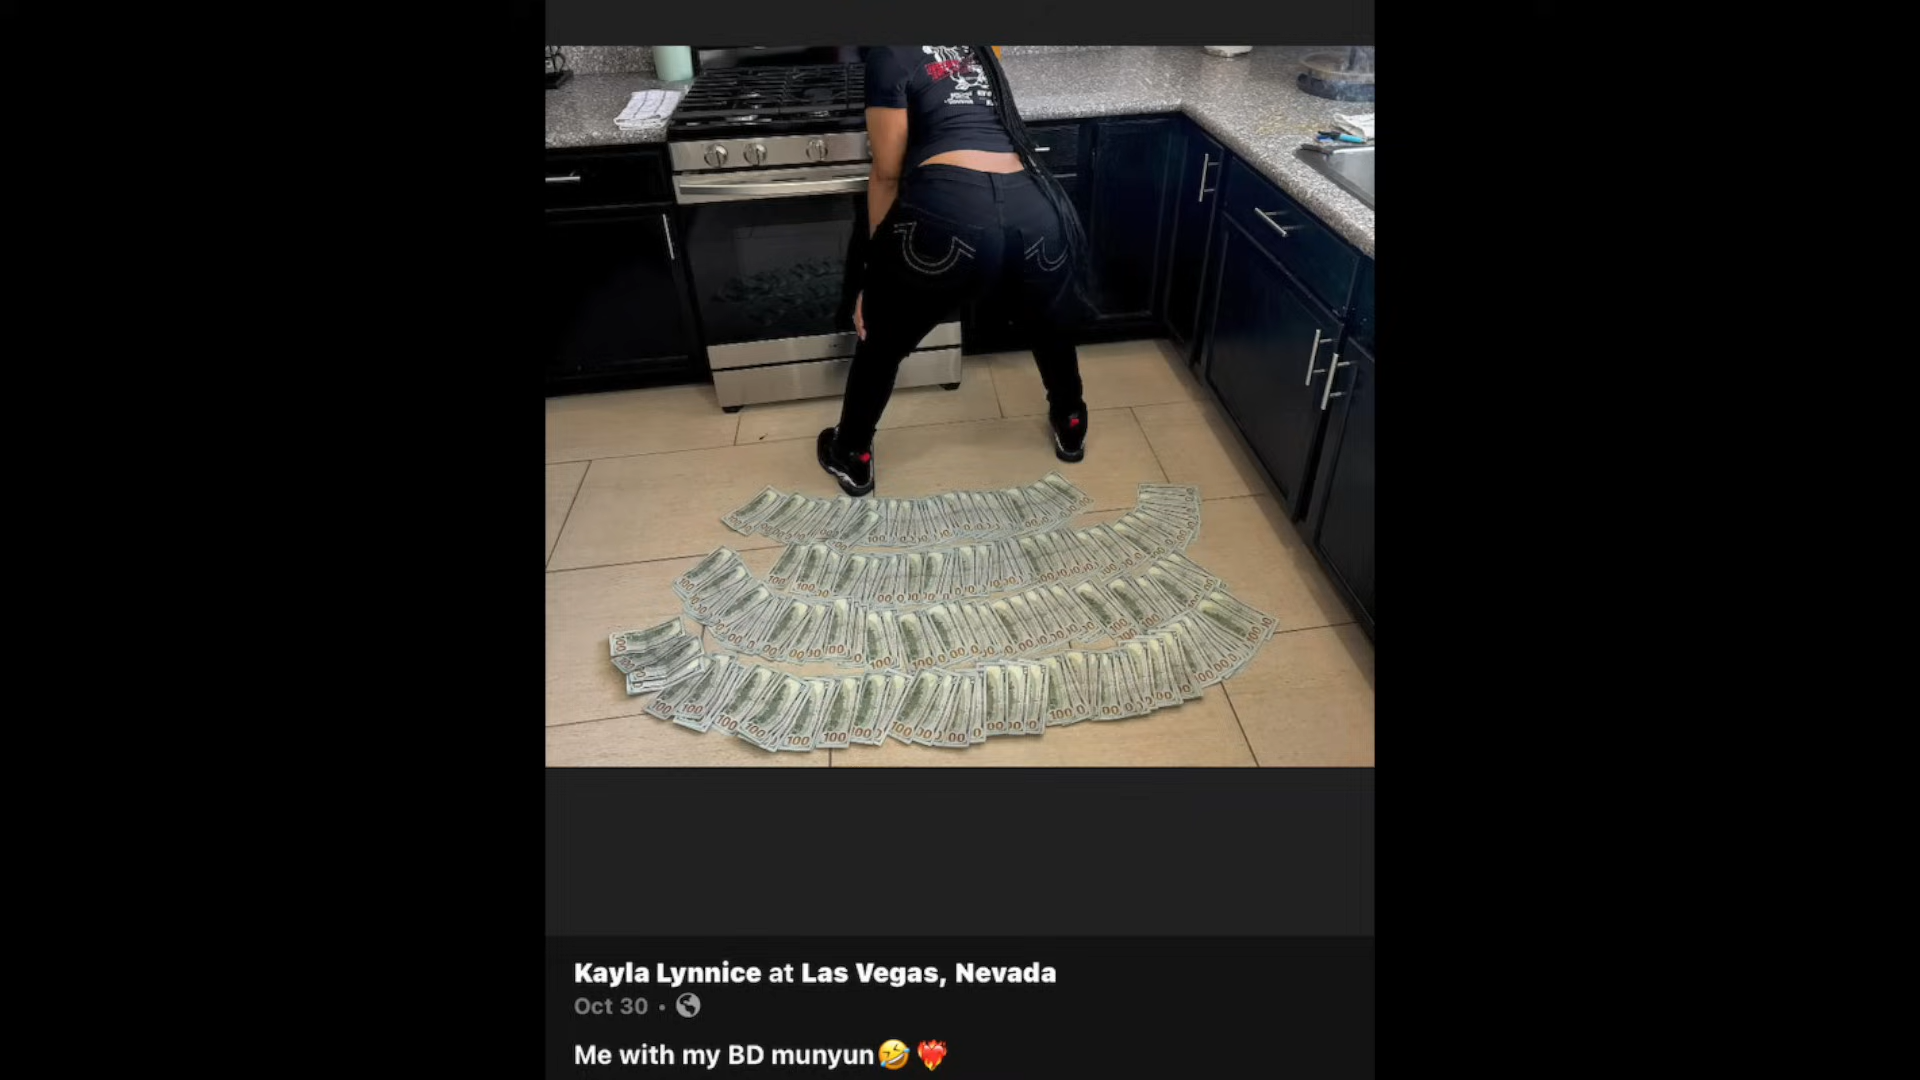 Kayla Lynnice at Las Vegas, Nevada
Oct 30 •
Me with my BD munyun🤣❤️‍🔥